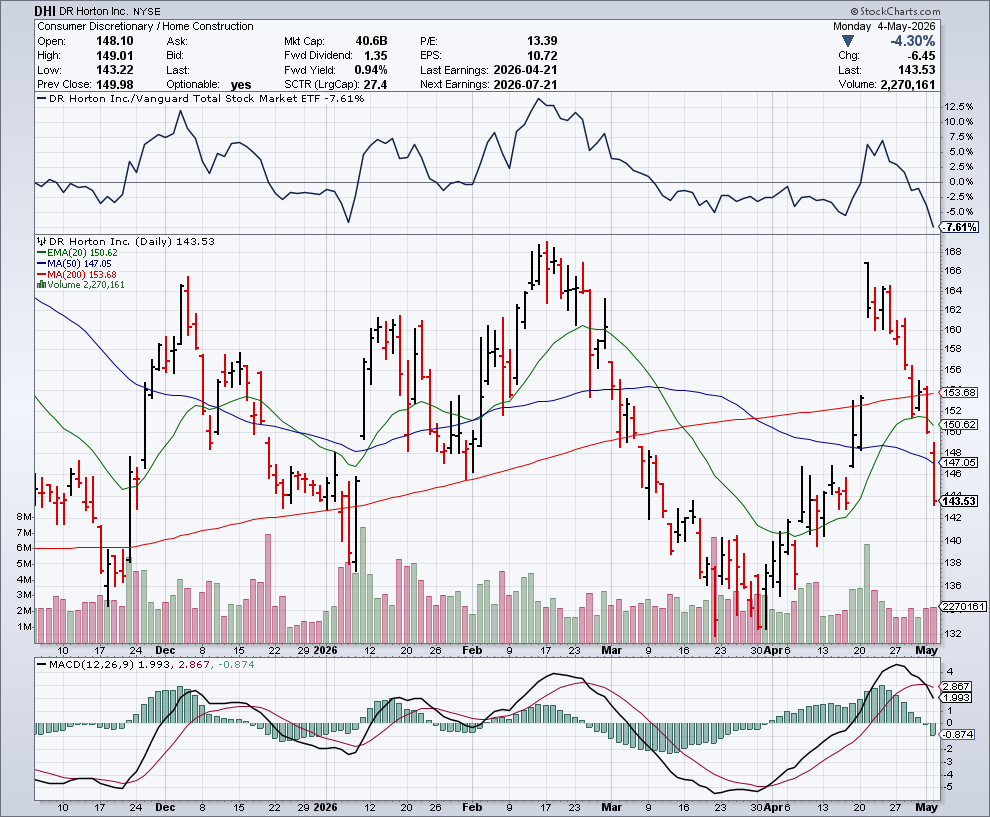 DHI DR Horton Inc. NYSE © StockCharts.com
Consumer Discretionary / Home Construction Monday 4-May-2026
Open: 148.10 Ask: Mkt Cap: 40.6B P/E: 13.39 -4.30%
High: 149.01 Bid: Fwd Dividend: 1.35 EPS: 10.72 Chg: -6.45
Low: 143.22 Last: Fwd Yield: 0.94% Last Earnings: 2026-04-21 Last: 143.53
Prev Close: 149.98 Optionable: yes SCTR (LrgCap): 27.4 Next Earnings: 2026-07-21 Volume: 2,270,161
DR Horton Inc./Vanguard Total Stock Market ETF -7.61%
12.5%
10.0%
7.5%
5.0%
2.5%
0.0%
-2.5%
-5.0%
-7.61%
DR Horton Inc. (Daily) 143.53
EMA(20) 150.62
MA(50) 147.05
MA(200) 153.68
Volume 2,270,161
168
166
164
162
160
158
156
153.68
152
150.62
150
148
147.05
146
143.53
142
140
138
136
2270161
132
8M
7M
6M
5M
4M
3M
2M
1M
10 17 24 Dec 8 15 22 29 2026 12 20 26 Feb 9 17 23 Mar 9 16 23 30 Apr 6 13 20 27 May
MACD(12,26,9) 1.993, 2.867, -0.874
4
2.867
1.993
1
0
-0.874
-2
-3
-4
-5
10 17 24 Dec 8 15 22 29 2026 12 20 26 Feb 9 17 23 Mar 9 16 23 30 Apr 6 13 20 27 May